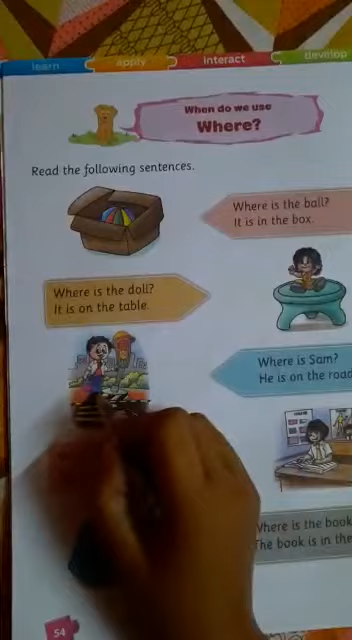 learn apply interact develop
When do we use
Where?
Read the following sentences.
Where is the ball?
It is in the box.
Where is the doll?
It is on the table.
Where is Sam?
He is on the road
Where is the book
The book is in the
54